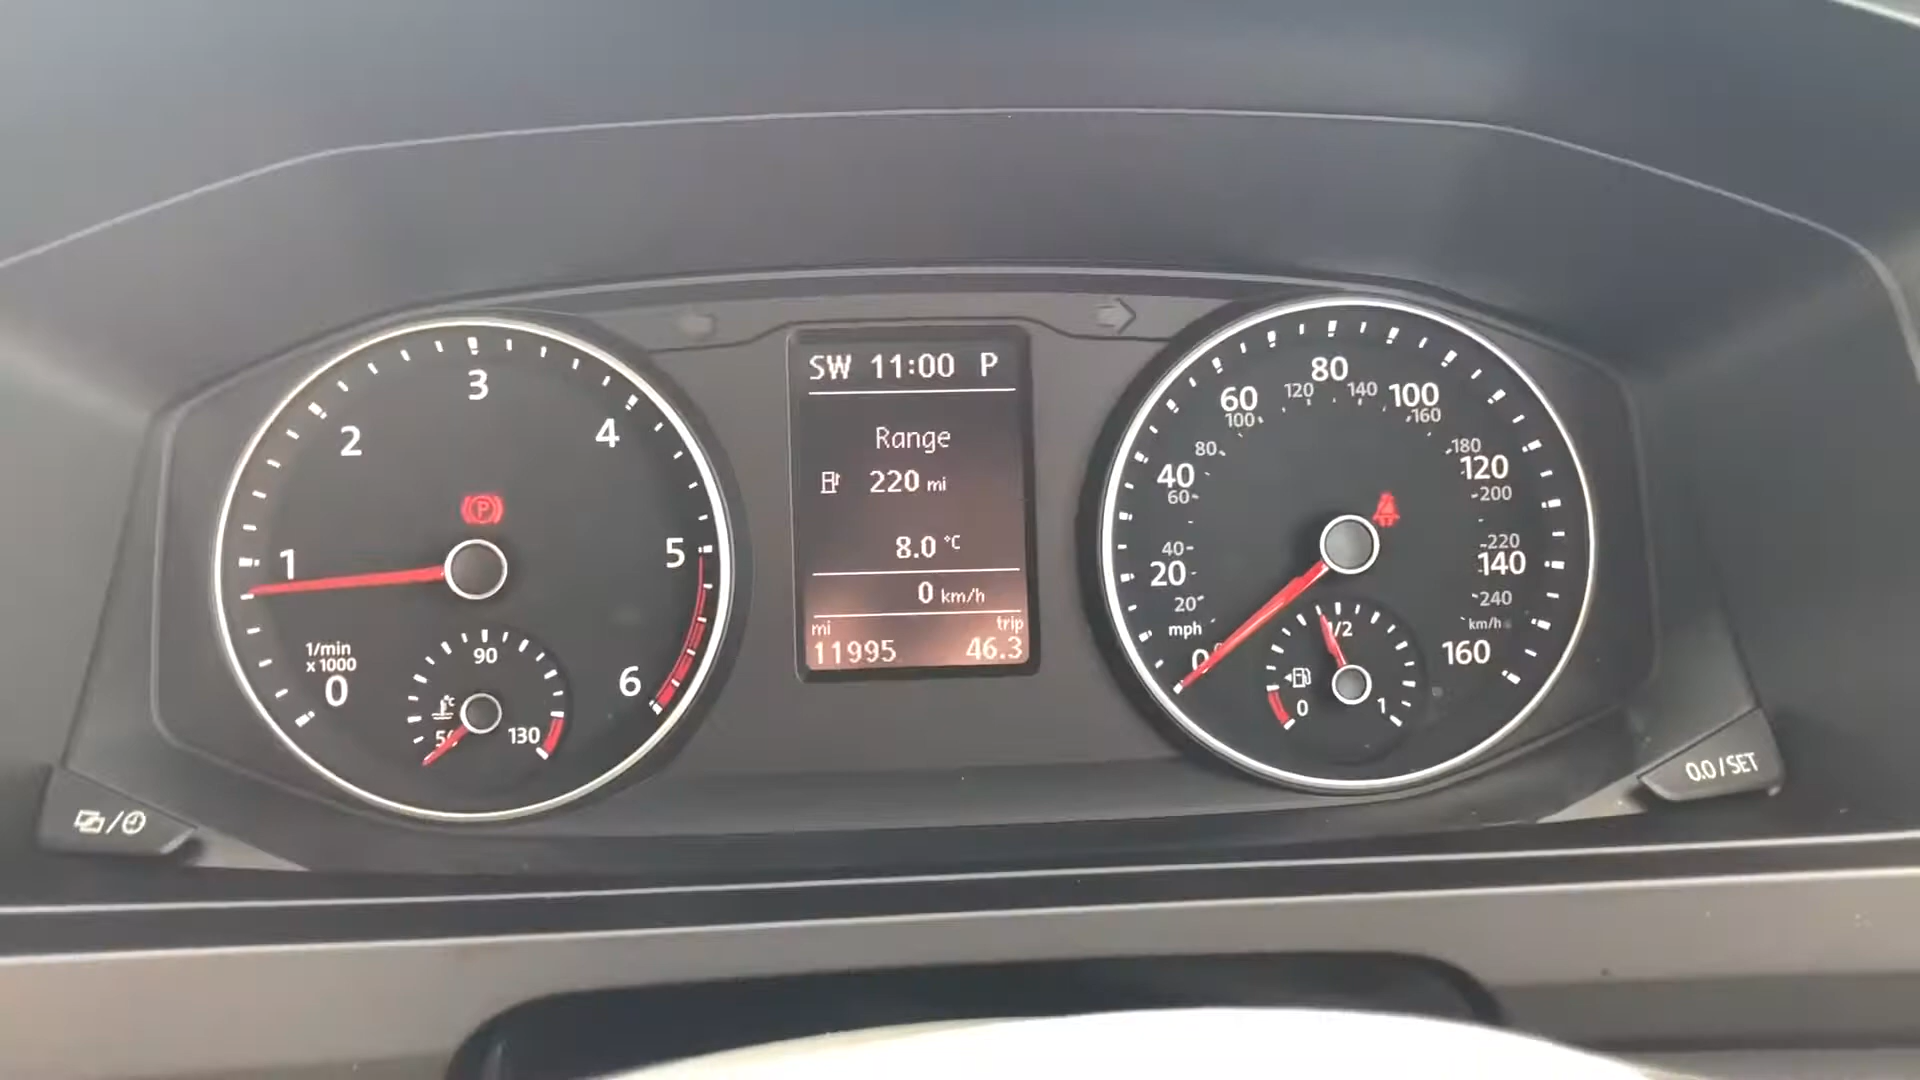 SW 11:00 P
Range
220 mi
8.0 °C
0 km/h
mi trip
11995 46.3
0 1 2 3 4 5 6
1/min
x 1000
P
50 90 130
°C
0 20 40 60 80 100 120 140 160
mph
20 40 60 80 100 120 140 160 180 200 220 240
km/h
0 1/2 1
0.0 / SET